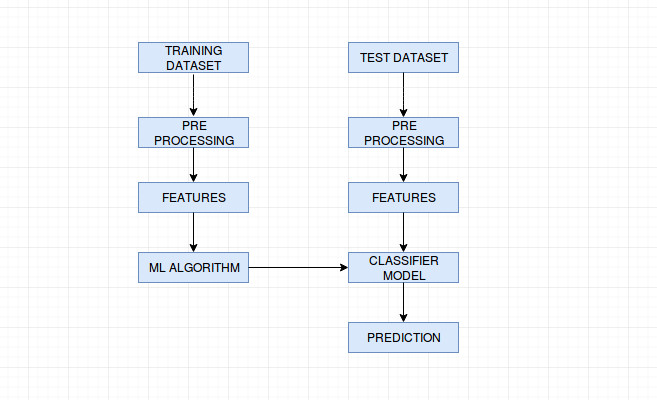 TRAINING
DATASET
TEST DATASET
PRE
PROCESSING
PRE
PROCESSING
FEATURES
FEATURES
ML ALGORITHM
CLASSIFIER
MODEL
PREDICTION